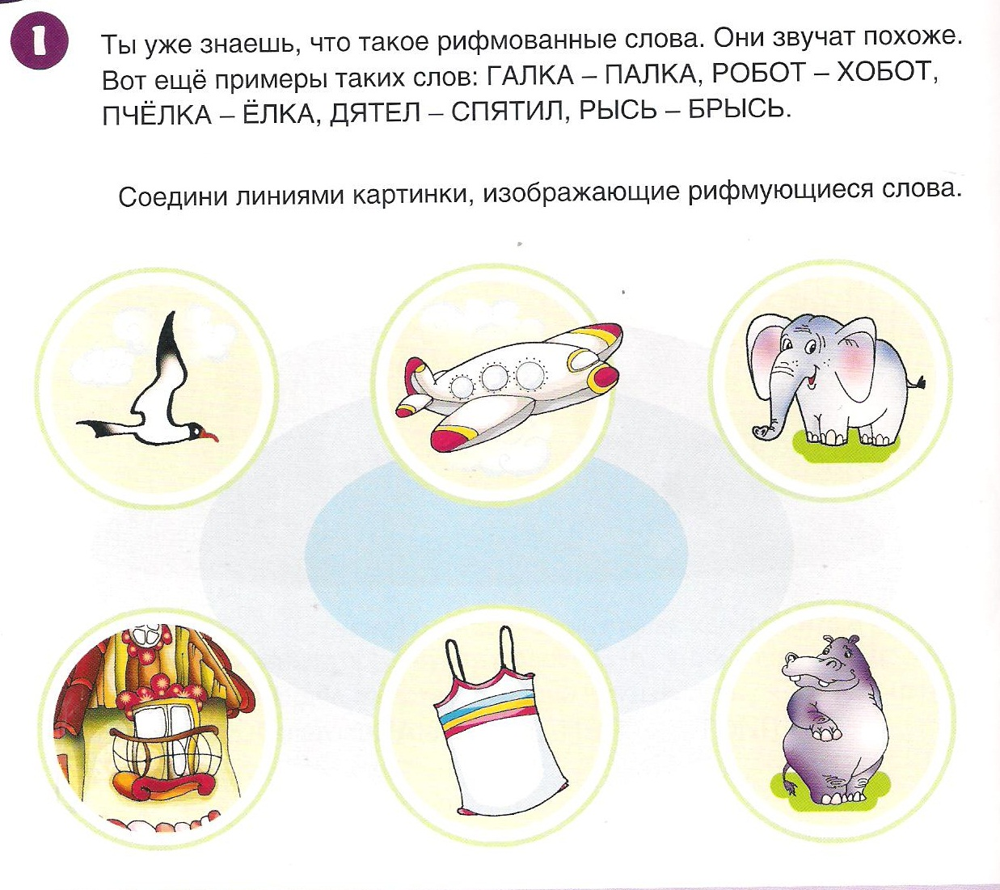 1
Ты уже знаешь, что такое рифмованные слова. Они звучат похоже.
Вот ещё примеры таких слов: ГАЛКА – ПАЛКА, РОБОТ – ХОБОТ,
ПЧЁЛКА – ЁЛКА, ДЯТЕЛ – СПЯТИЛ, РЫСЬ – БРЫСЬ.
Соедини линиями картинки, изображающие рифмующиеся слова.